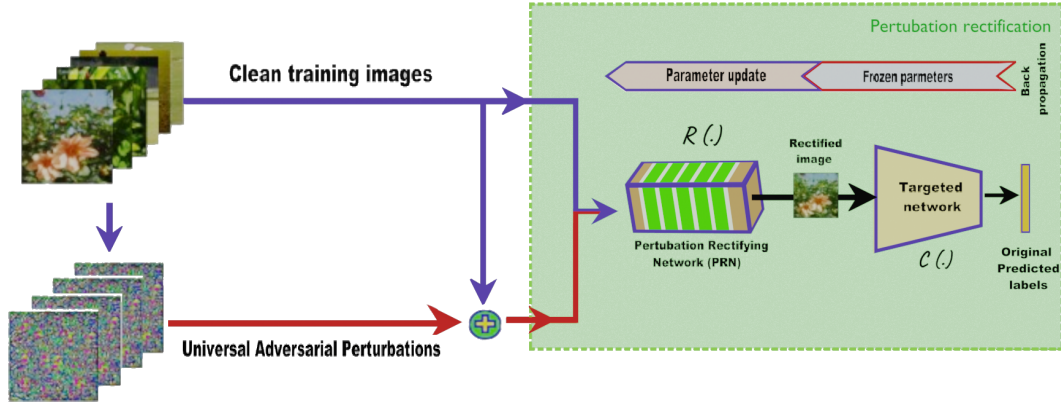 Pertubation rectification
Clean training images
Parameter update
Frozen parmeters
Back
propagation
R (.)
Rectified
image
Targeted
network
C (.)
Pertubation Rectifying
Network (PRN)
Original
Predicted
labels
Universal Adversarial Perturbations